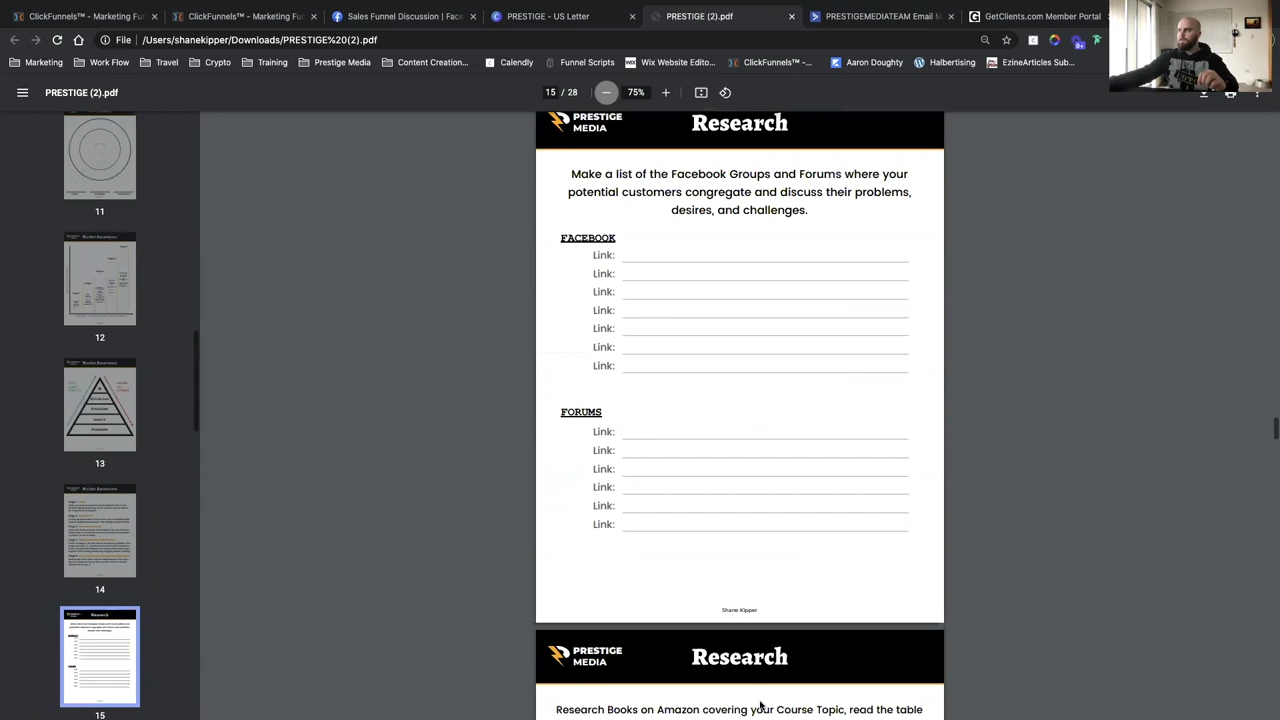 ClickFunnels™ - Marketing Fun
ClickFunnels™ - Marketing Fun
Sales Funnel Discussion | Face
PRESTIGE - US Letter
PRESTIGE (2).pdf
PRESTIGEMEDIATEAM Email M
GetClients.com Member Portal
File
/Users/shanekipper/Downloads/PRESTIGE%20(2).pdf
9+
Marketing
Work Flow
Travel
Crypto
Training
Prestige Media
Content Creation...
Calendly
Funnel Scripts
Wix Website Edito...
ClickFunnels™ -...
Aaron Doughty
Halbertising
EzineArticles Sub...
PRESTIGE (2).pdf
15 / 28
75%
11
12
13
14
15
PRESTIGE
MEDIA
Research
Make a list of the Facebook Groups and Forums where your
potential customers congregate and discuss their problems,
desires, and challenges.
FACEBOOK
Link:
Link:
Link:
Link:
Link:
Link:
Link:
FORUMS
Link:
Link:
Link:
Link:
Link:
Link:
Shane Kipper
PRESTIGE
MEDIA
Research
Research Books on Amazon covering your Course Topic, read the table